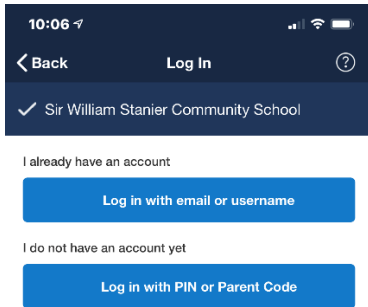 10:06
Back
Log In
?
Sir William Stanier Community School
I already have an account
Log in with email or username
I do not have an account yet
Log in with PIN or Parent Code